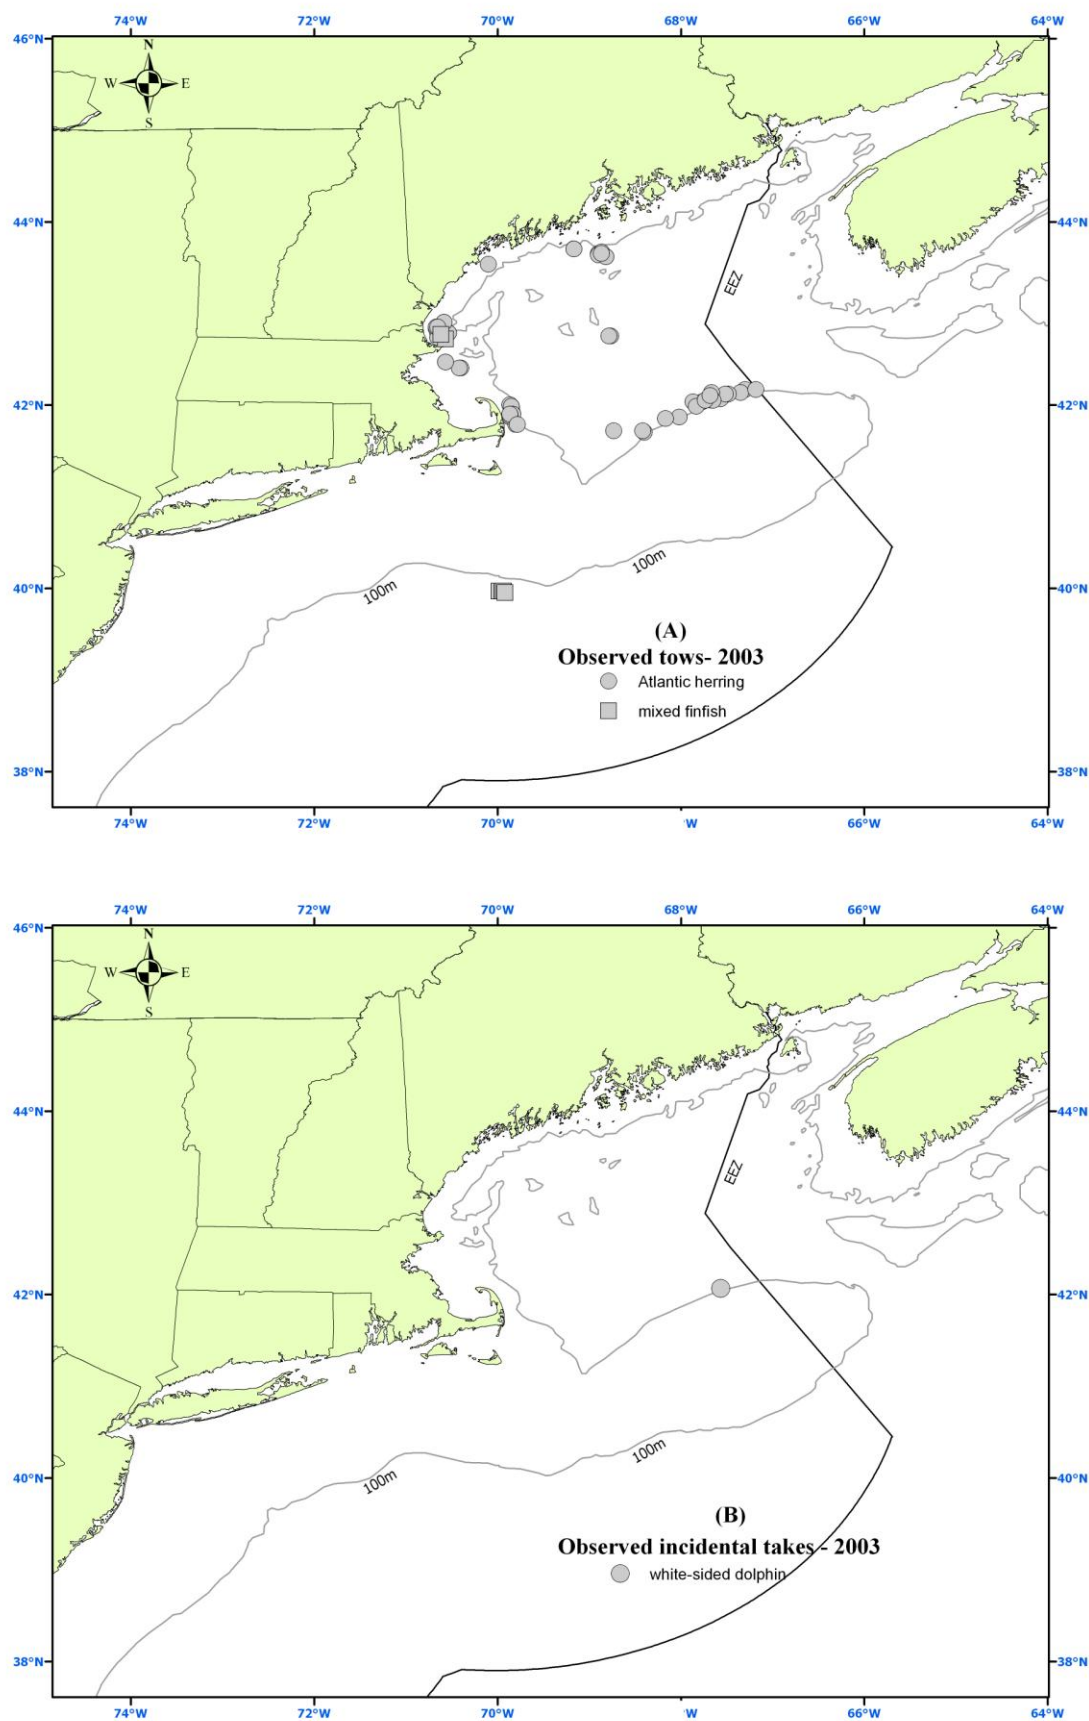 74°W 72°W 70°W 68°W 66°W 64°W
46°N
N
W E
S
44°N 44°N
EEZ
42°N 42°N
100m
100m
40°N 40°N
(A)
Observed tows- 2003
Atlantic herring
mixed finfish
38°N 38°N
74°W 72°W 70°W 'W 66°W 64°W
74°W 72°W 70°W 68°W 66°W 64°W
46°N
N
W E
S
44°N 44°N
EEZ
42°N 42°N
100m
100m
40°N 40°N
(B)
Observed incidental takes - 2003
white-sided dolphin
38°N 38°N
74°W 72°W 70°W 68°W 66°W 64°W